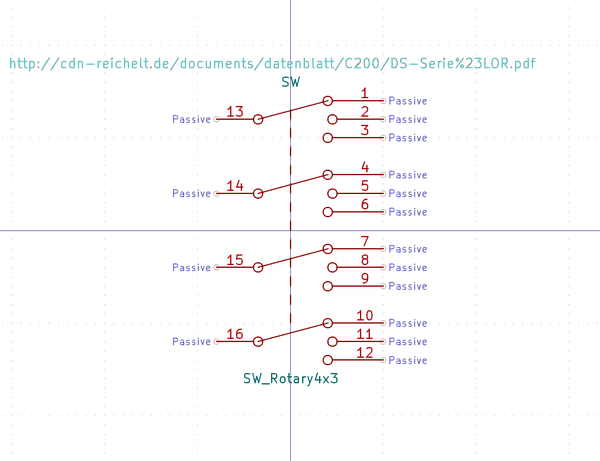 http://cdn-reichelt.de/documents/datenblatt/C200/DS-Serie%23LOR.pdf
SW
1 Passive
Passive 13 2 Passive
3 Passive
4 Passive
Passive 14 5 Passive
6 Passive
7 Passive
Passive 15 8 Passive
9 Passive
10 Passive
Passive 16 11 Passive
12 Passive
SW_Rotary4x3